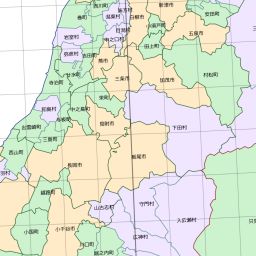 西川町
潟東村
白根市
新津市
安田町
巻町
小須戸町
五泉市
岩室村
中之口村
田上町
弥彦村
吉田町
燕市
加茂市
村松町
分水町
三条市
寺泊町
栄町
中之島町
和島村
見附市
下田村
出雲崎町
与板町
三島町
西山町
長岡市
栃尾市
越路町
山古志村
守門村
入広瀬村
小国町
小千谷市
広神村
川口町
堀之内町